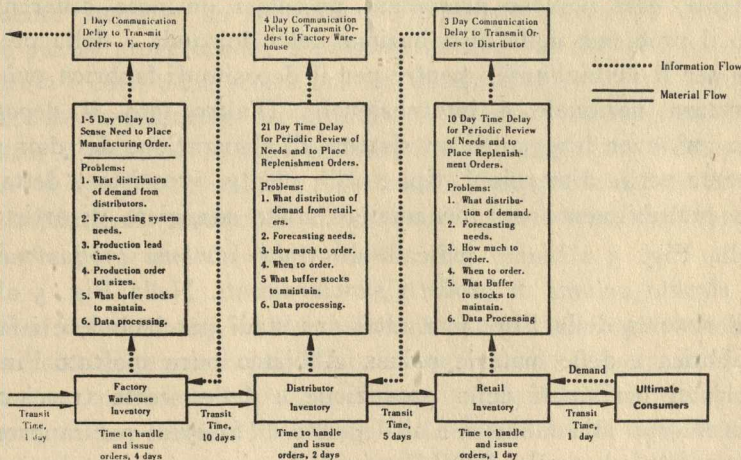 1 Day Communication
Delay to Transmit
Orders to Factory
4 Day Communication
Delay to Transmit Or-
ders to Factory Ware-
house
3 Day Communication
Delay to Transmit Or-
ders to Distributor
Information Flow
Material Flow
1-5 Day Delay to
Sense Need to Place
Manufacturing Order.
Problems:
1. What distribution
of demand from
distributors.
2. Forecasting system
needs.
3. Production lead
times.
4. Production order
lot sizes.
5. What buffer stocks
to maintain.
6. Data processing.
21 Day Time Delay
for Periodic Review of
Needs and to Place
Replenishment Orders.
Problems:
1. What distribution of
demand from retail-
ers.
2. Forecasting needs.
3. How much to order.
4. When to order.
5 What buffer stocks
to maintain.
6. Data processing.
10 Day Time Delay
for Periodic Review of
Needs and to
Place Replenish-
ment Orders.
Problems:
1. What distribu-
tion of demand.
2. Forecasting
needs.
3. How much to
order.
4. When to order.
5. What Buffer
to stocks to
maintain.
6. Data Processing
Transit
Time,
1 day
Factory
Warehouse
Inventory
Time to handle
and issue
orders, 4 days
Transit
Time,
10 days
Distributor
Inventory
Time to handle
and issue
orders, 2 days
Transit
Time,
5 days
Retail
Inventory
Time to handle
and issue
orders, 1 day
Demand
Transit
Time,
1 day
Ultimate
Consumers